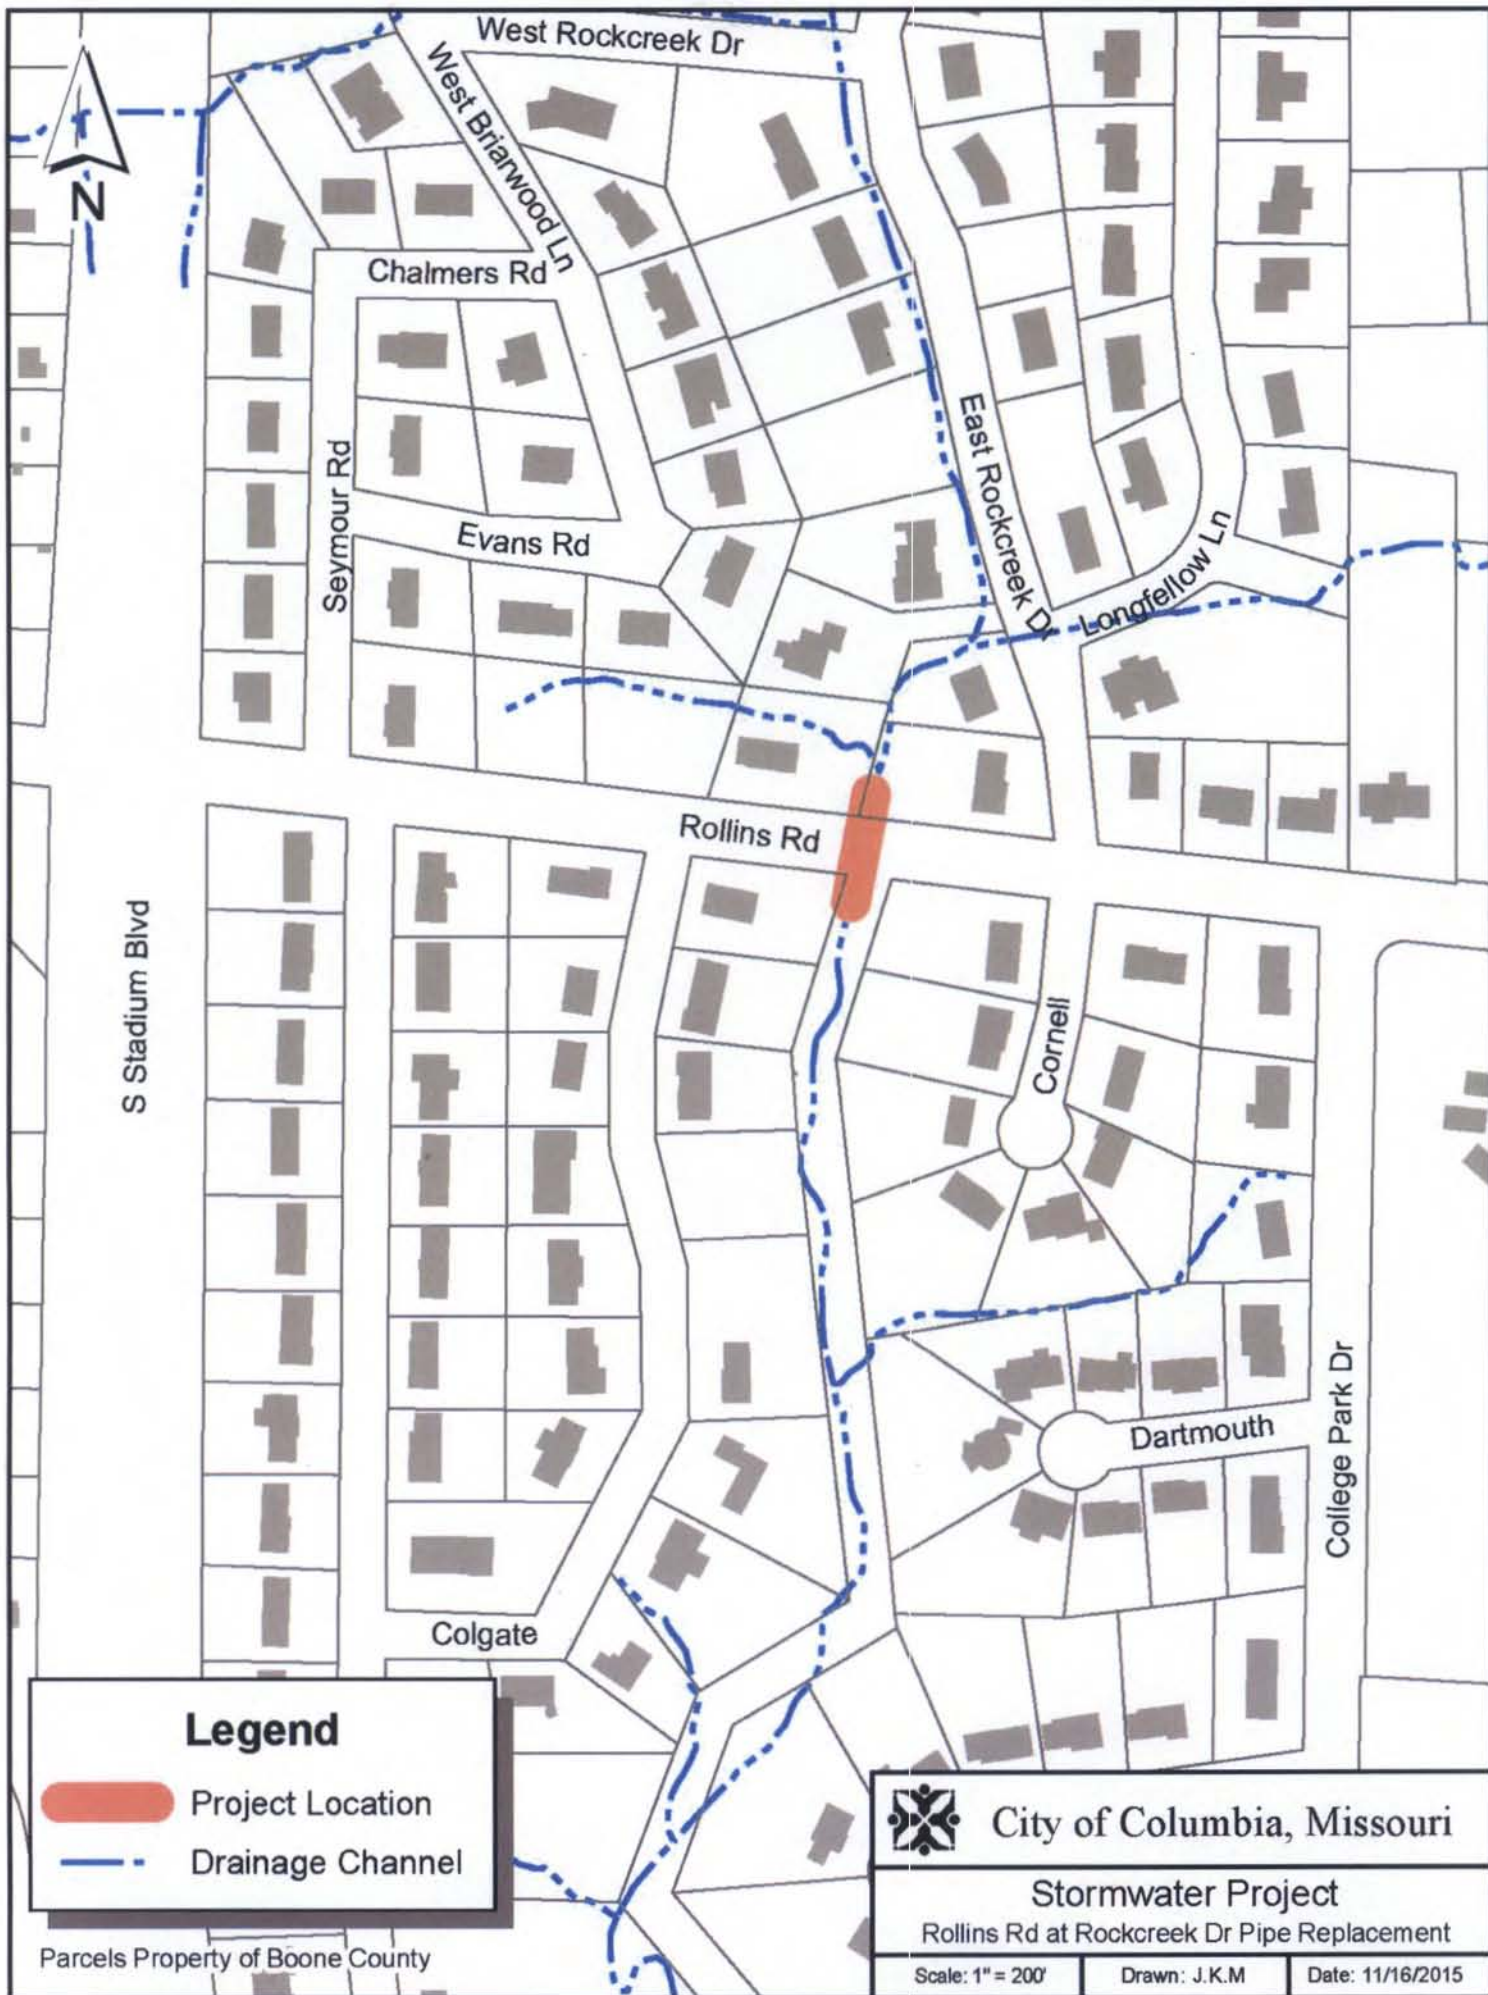 West Rockcreek Dr
West Briarwood Ln
N
Chalmers Rd
East Rockcreek Dr
Seymour Rd
Evans Rd
Longfellow Ln
Rollins Rd
S Stadium Blvd
Cornell
College Park Dr
Dartmouth
Colgate
Legend
Project Location
Drainage Channel
Parcels Property of Boone County
City of Columbia, Missouri
Stormwater Project
Rollins Rd at Rockcreek Dr Pipe Replacement
Scale: 1" = 200'
Drawn: J.K.M
Date: 11/16/2015